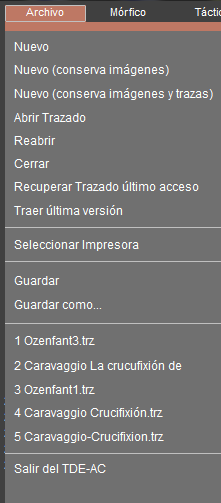 Archivo Mórfico Táctic
Nuevo
Nuevo (conserva imágenes)
Nuevo (conserva imágenes y trazas)
Abrir Trazado
Reabrir
Cerrar
Recuperar Trazado último acceso
Traer última versión
Seleccionar Impresora
Guardar
Guardar como...
1 Ozenfant3.trz
2 Caravaggio La crucufixión de
3 Ozenfant1.trz
4 Caravaggio Crucifixión.trz
5 Caravaggio-Crucifixion.trz
Salir del TDE-AC